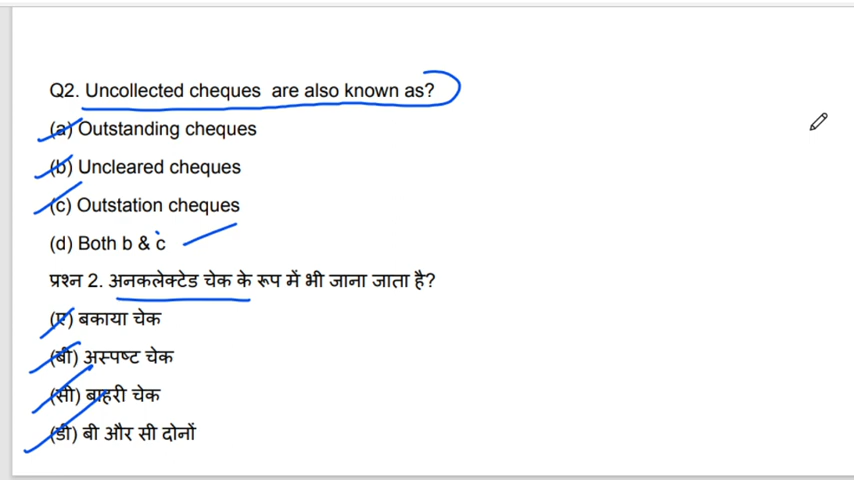 Q2. Uncollected cheques are also known as?
(a) Outstanding cheques
(b) Uncleared cheques
(c) Outstation cheques
(d) Both b & c
प्रश्न 2. अनकलेक्टेड चेक के रूप में भी जाना जाता है?
(ए) बकाया चेक
(बी) अस्पष्ट चेक
(सी) बाहरी चेक
(डी) बी और सी दोनों